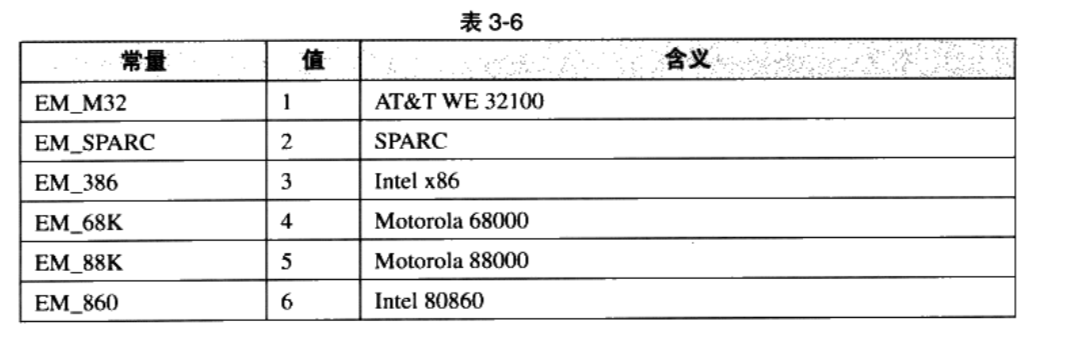 表 3-6
常量 值 含义
EM_M32 1 AT&T WE 32100
EM_SPARC 2 SPARC
EM_386 3 Intel x86
EM_68K 4 Motorola 68000
EM_88K 5 Motorola 88000
EM_860 6 Intel 80860